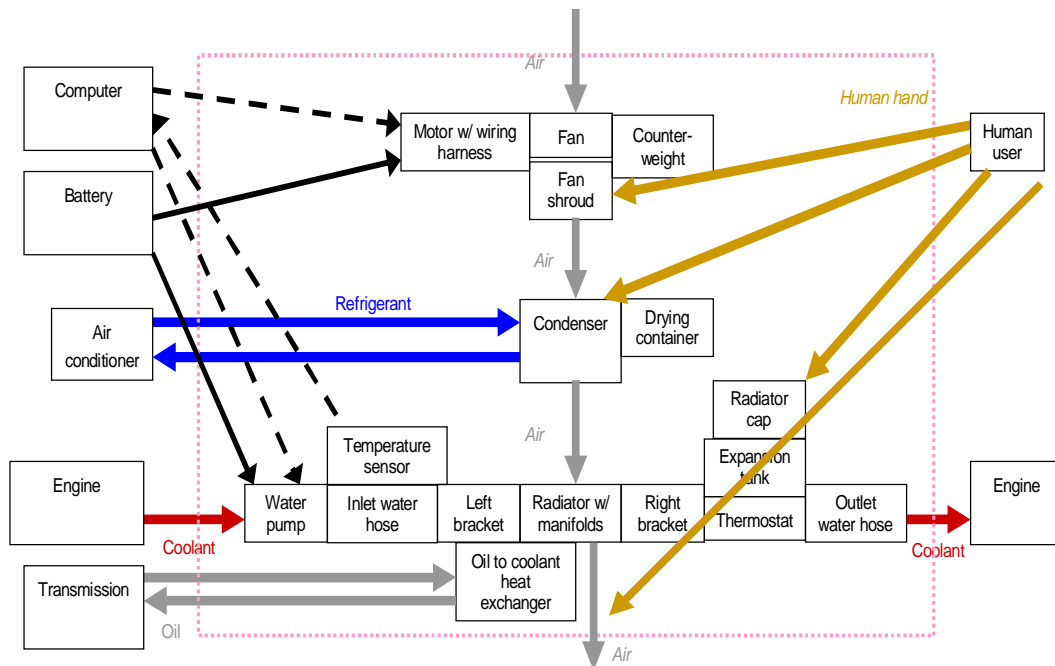 Air
Computer
Human hand
Motor w/ wiring
harness
Fan
Counter-
weight
Human
user
Battery
Fan
shroud
Air
Refrigerant
Air
conditioner
Condenser
Drying
container
Radiator
cap
Air
Temperature
sensor
Expansion
tank
Engine
Water
pump
Inlet water
hose
Left
bracket
Radiator w/
manifolds
Right
bracket
Thermostat
Outlet
water hose
Engine
Coolant
Coolant
Oil to coolant
heat
exchanger
Transmission
Oil
Air